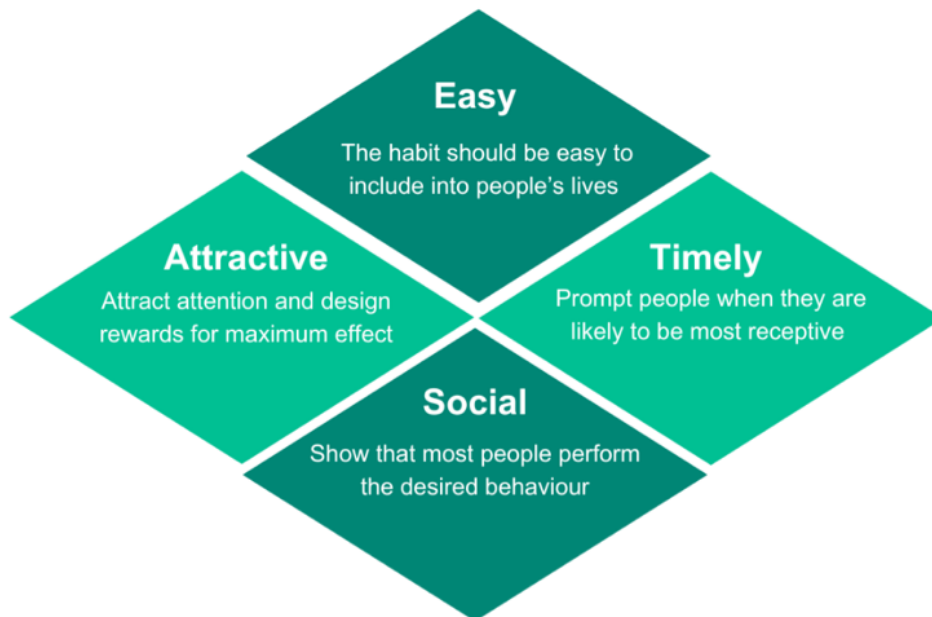 Easy
The habit should be easy to
include into people’s lives
Attractive
Attract attention and design
rewards for maximum effect
Timely
Prompt people when they are
likely to be most receptive
Social
Show that most people perform
the desired behaviour